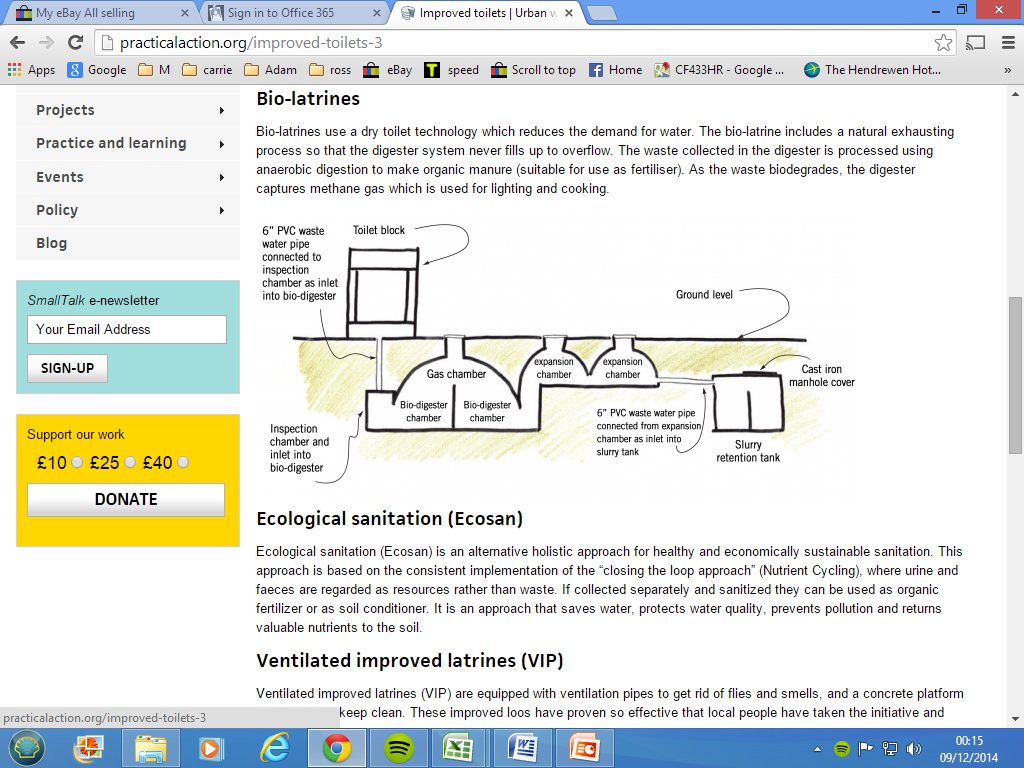 My eBay All selling
Sign in to Office 365
Improved toilets | Urban w
practicalaction.org/improved-toilets-3
Apps Google M carrie Adam ross eBay speed Scroll to top Home CF433HR - Google ... The Hendrewen Hot... »
Projects
Practice and learning
Events
Policy
Blog
SmallTalk e-newsletter
Your Email Address
SIGN-UP
Support our work
£10 £25 £40
DONATE
Bio-latrines
Bio-latrines use a dry toilet technology which reduces the demand for water. The bio-latrine includes a natural exhausting
process so that the digester system never fills up to overflow. The waste collected in the digester is processed using
anaerobic digestion to make organic manure (suitable for use as fertiliser). As the waste biodegrades, the digester
captures methane gas which is used for lighting and cooking.
6” PVC waste
water pipe
connected to
inspection
chamber as inlet
into bio-digester
Toilet block
Ground level
Gas chamber
expansion
chamber
expansion
chamber
Cast iron
manhole cover
Bio-digester
chamber
Bio-digester
chamber
Inspection
chamber and
inlet into
bio-digester
6” PVC waste water pipe
connected from expansion
chamber as inlet into
slurry tank
Slurry
retention tank
Ecological sanitation (Ecosan)
Ecological sanitation (Ecosan) is an alternative holistic approach for healthy and economically sustainable sanitation. This
approach is based on the consistent implementation of the “closing the loop approach” (Nutrient Cycling), where urine and
faeces are regarded as resources rather than waste. If collected separately and sanitized they can be used as organic
fertilizer or as soil conditioner. It is an approach that saves water, protects water quality, prevents pollution and returns
valuable nutrients to the soil.
Ventilated improved latrines (VIP)
Ventilated improved latrines (VIP) are equipped with ventilation pipes to get rid of flies and smells, and a concrete platform
keep clean. These improved loos have proven so effective that local people have taken the initiative and
practicalaction.org/improved-toilets-3
00:15
09/12/2014